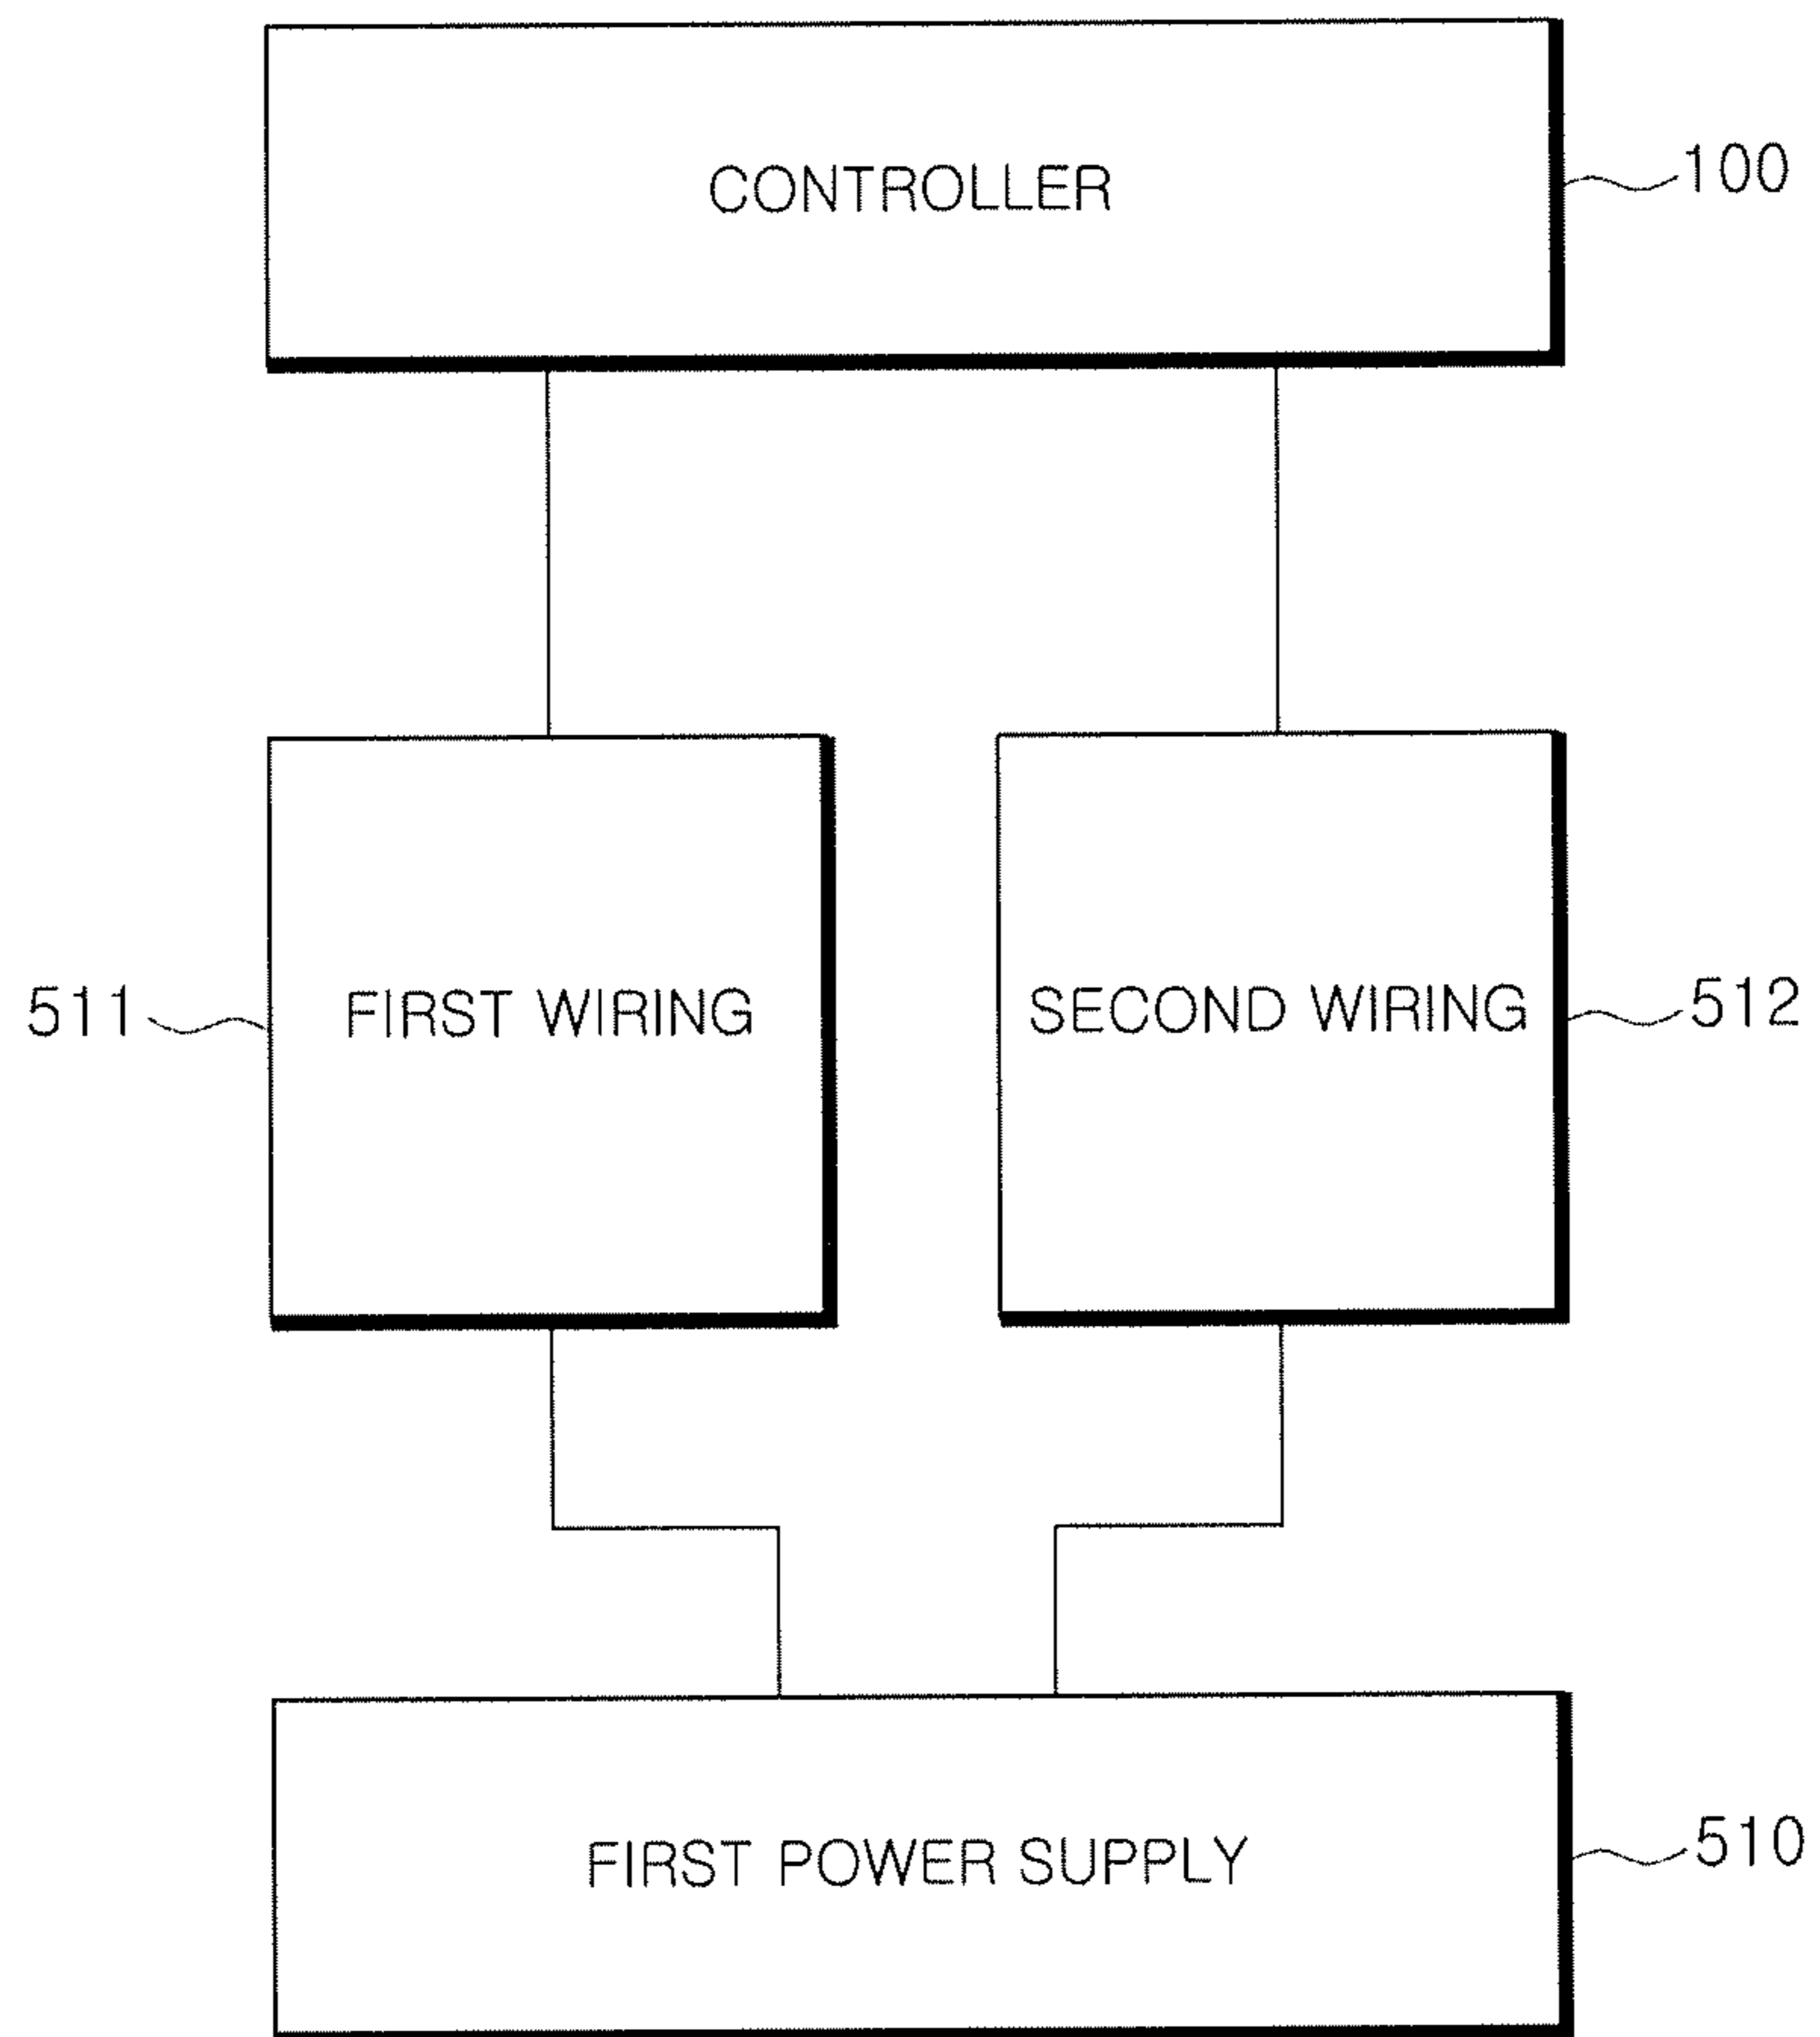 CONTROLLER
100
511
FIRST WIRING
SECOND WIRING
512
FIRST POWER SUPPLY
510